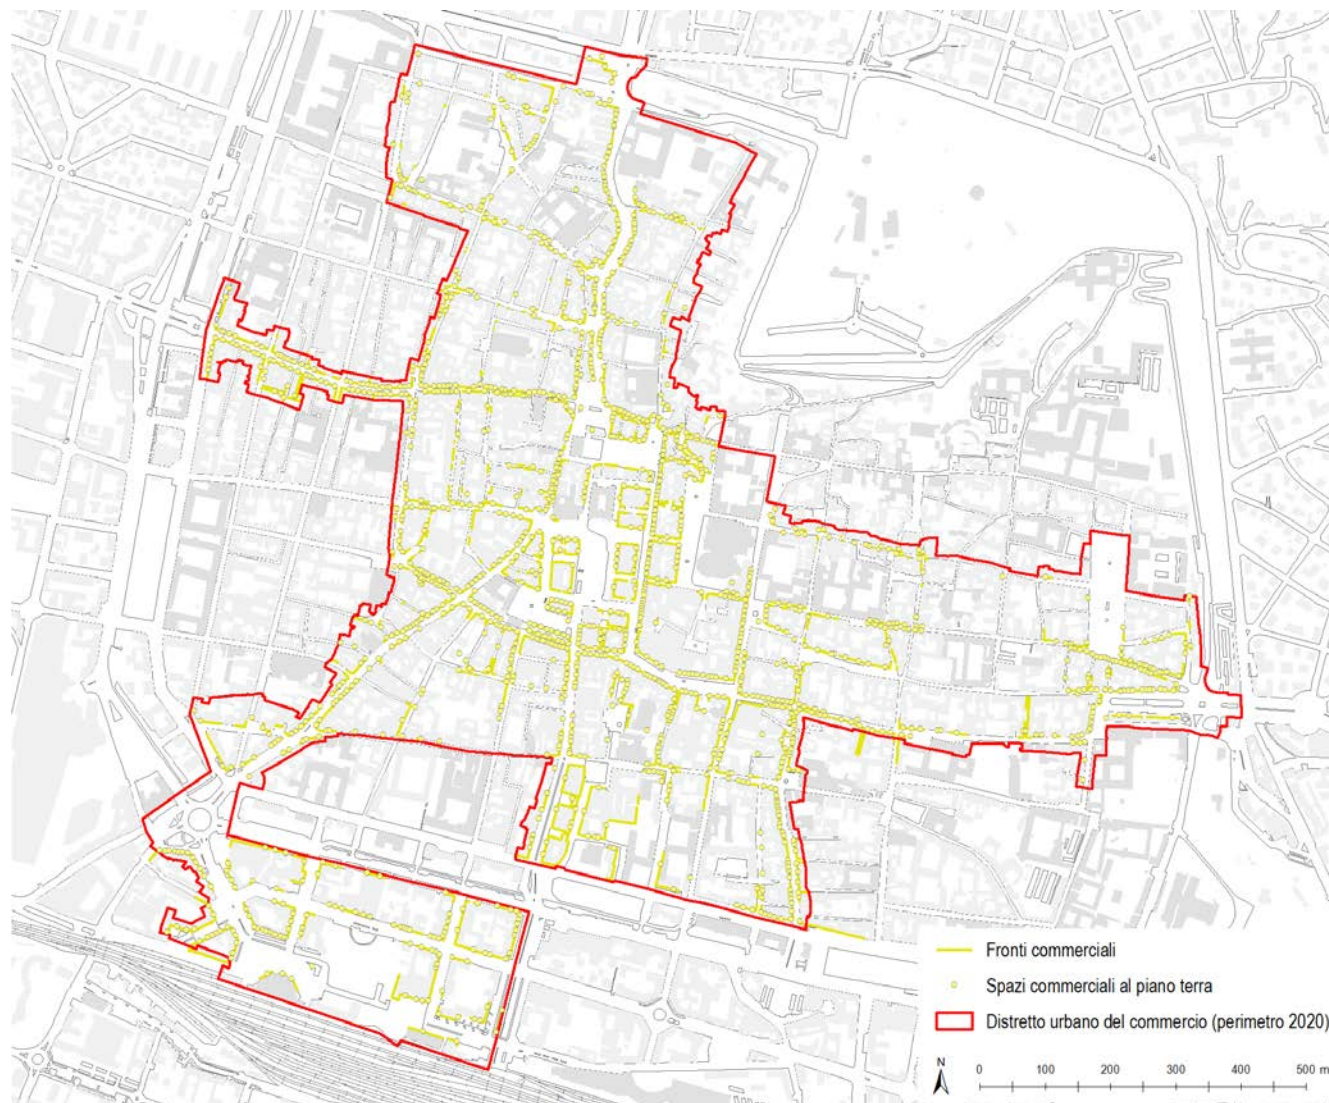 Fronti commerciali
Spazi commerciali al piano terra
Distretto urbano del commercio (perimetro 2020)
N
0 100 200 300 400 500 m